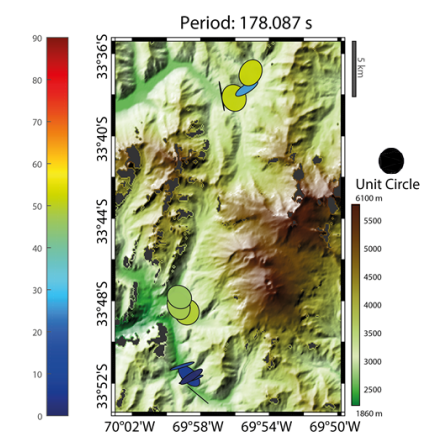 Period: 178.087 s
90
80
70
60
50
40
30
20
10
0
33°36'S
33°40'S
33°44'S
33°48'S
33°52'S
70°02'W
69°58'W
69°54'W
69°50'W
5 km
Unit Circle
6100 m
5500
5000
4500
4000
3500
3000
2500
1860 m